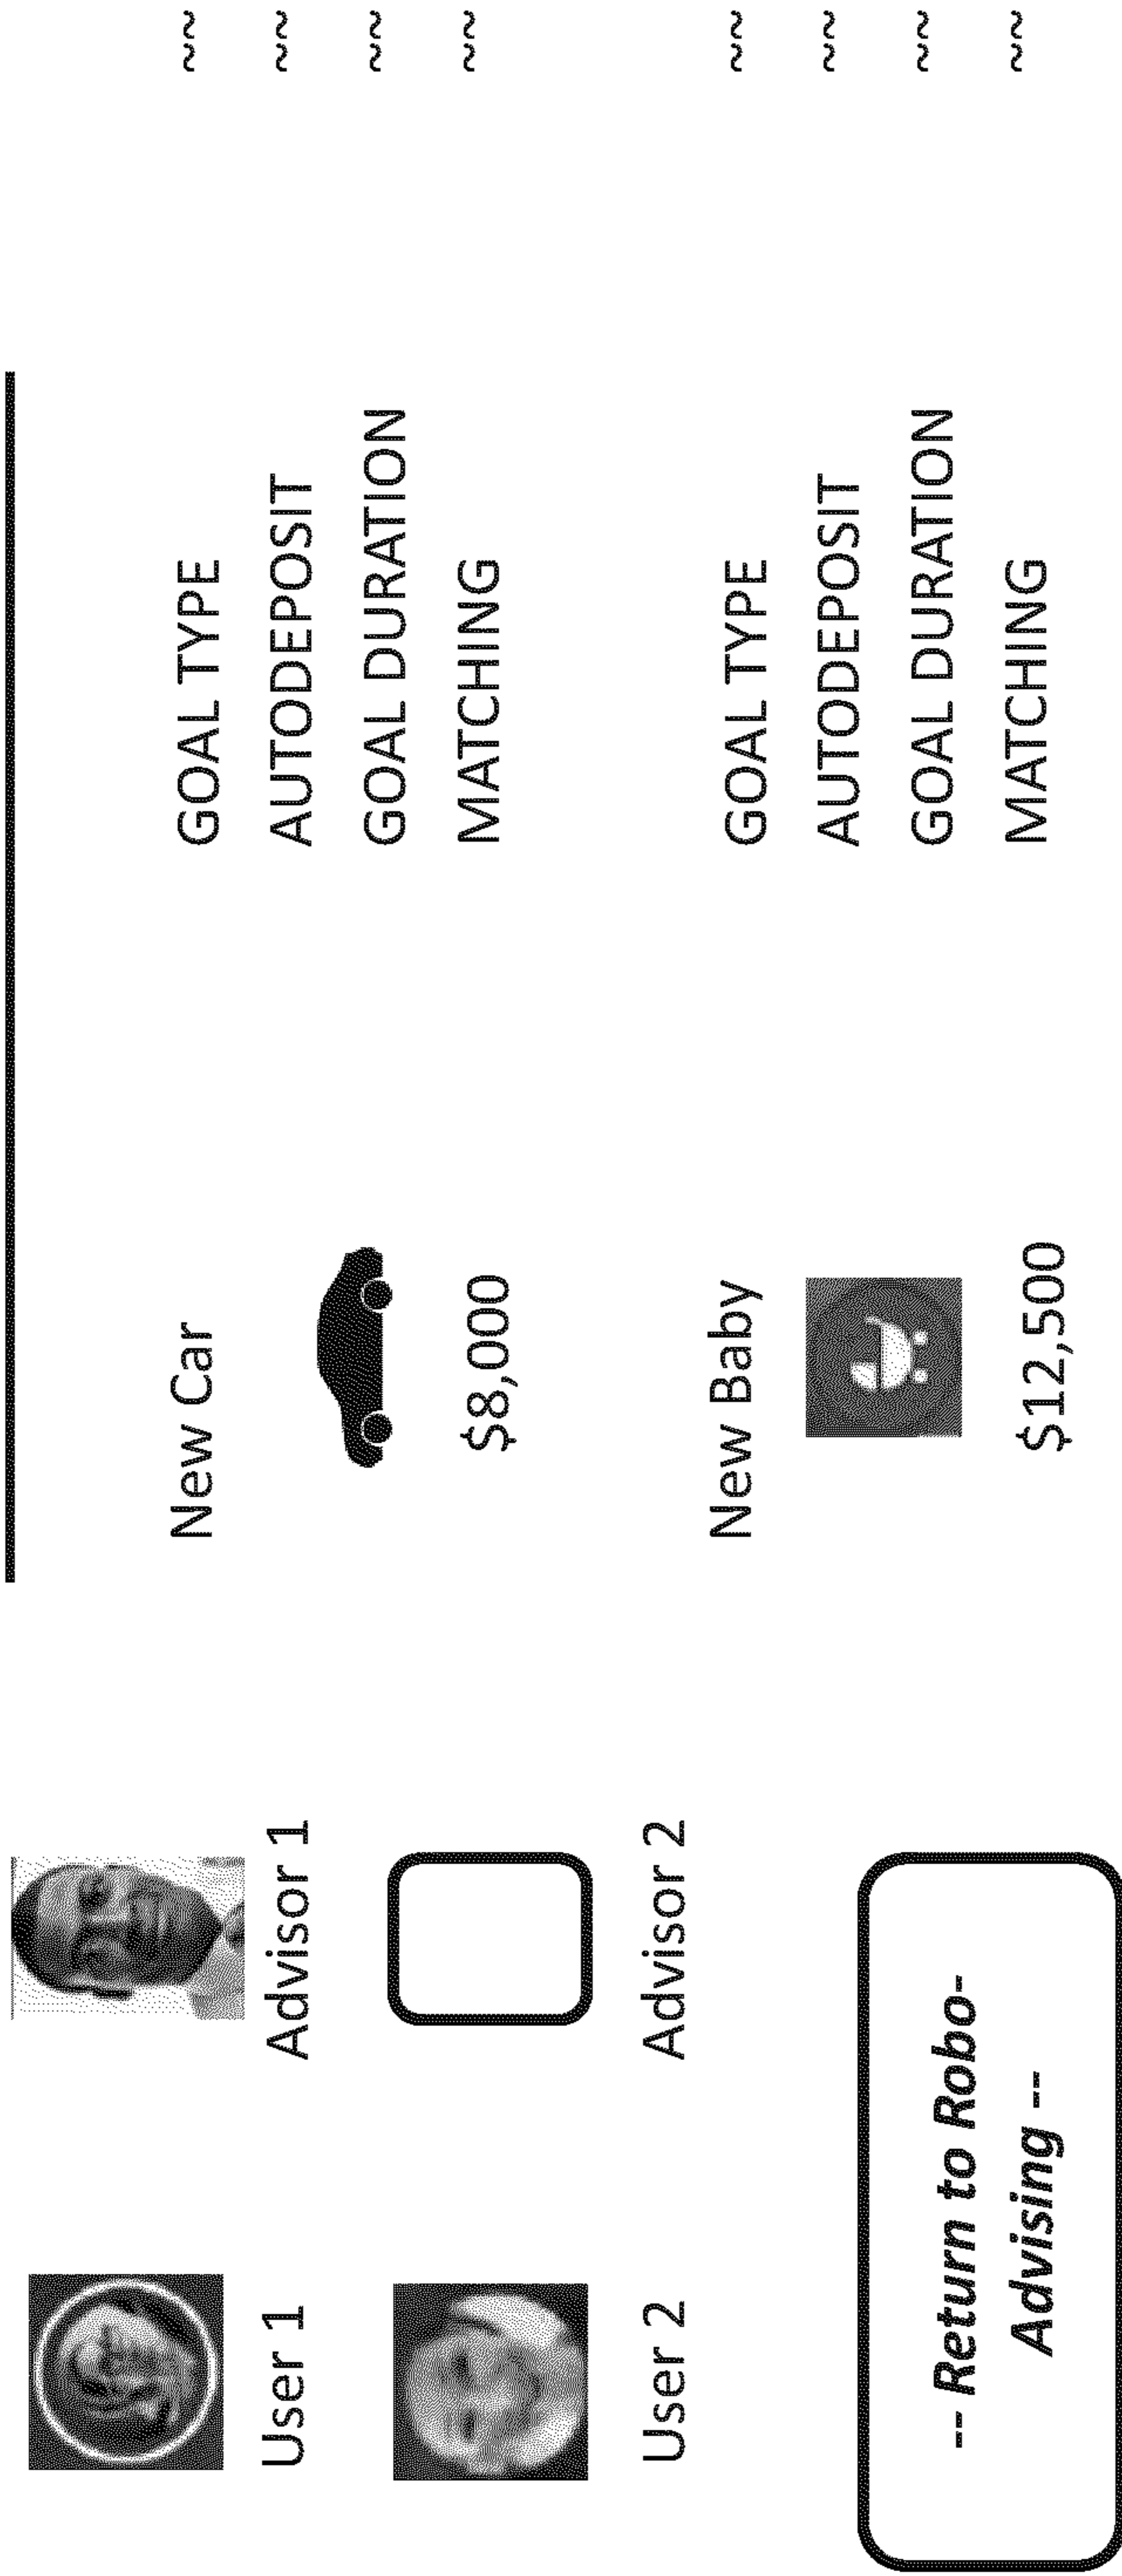 User 1
Advisor 1
User 2
Advisor 2
-- Return to Robo-
Advising --
New Car
$8,000
GOAL TYPE ~~
AUTODEPOSIT ~~
GOAL DURATION ~~
MATCHING ~~
New Baby
$12,500
GOAL TYPE ~~
AUTODEPOSIT ~~
GOAL DURATION ~~
MATCHING ~~